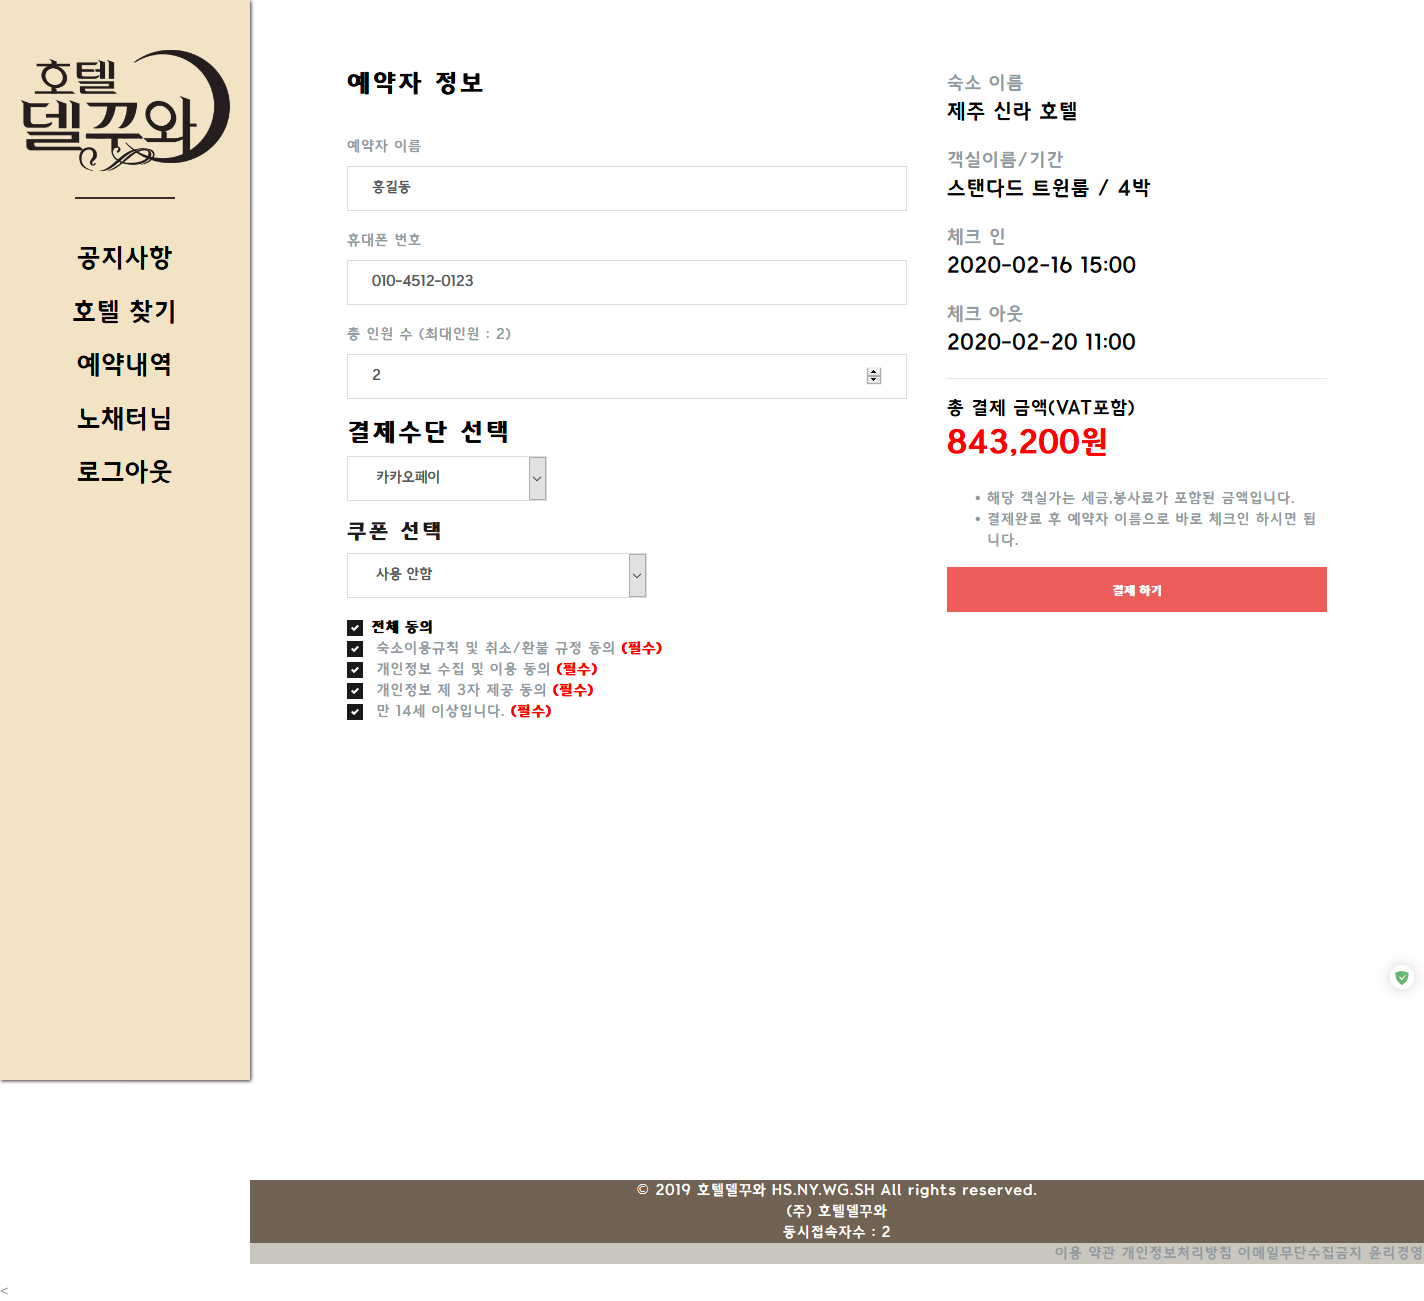 호텔
델꾸와
공지사항
호텔 찾기
예약내역
노채터님
로그아웃
예약자 정보
예약자 이름
홍길동
휴대폰 번호
010-4512-0123
총 인원 수 (최대인원 : 2)
2
결제수단 선택
카카오페이
쿠폰 선택
사용 안함
전체 동의
숙소이용규칙 및 취소/환불 규정 동의 (필수)
개인정보 수집 및 이용 동의 (필수)
개인정보 제 3자 제공 동의 (필수)
만 14세 이상입니다. (필수)
숙소 이름
제주 신라 호텔
객실이름/기간
스탠다드 트윈룸 / 4박
체크 인
2020-02-16 15:00
체크 아웃
2020-02-20 11:00
총 결제 금액(VAT포함)
843,200원
• 해당 객실가는 세금,봉사료가 포함된 금액입니다.
• 결제완료 후 예약자 이름으로 바로 체크인 하시면 됩
니다.
결제 하기
© 2019 호텔델꾸와 HS.NY.WG.SH All rights reserved.
(주) 호텔델꾸와
동시접속자수 : 2
이용 약관 개인정보처리방침 이메일무단수집금지 윤리경영
<